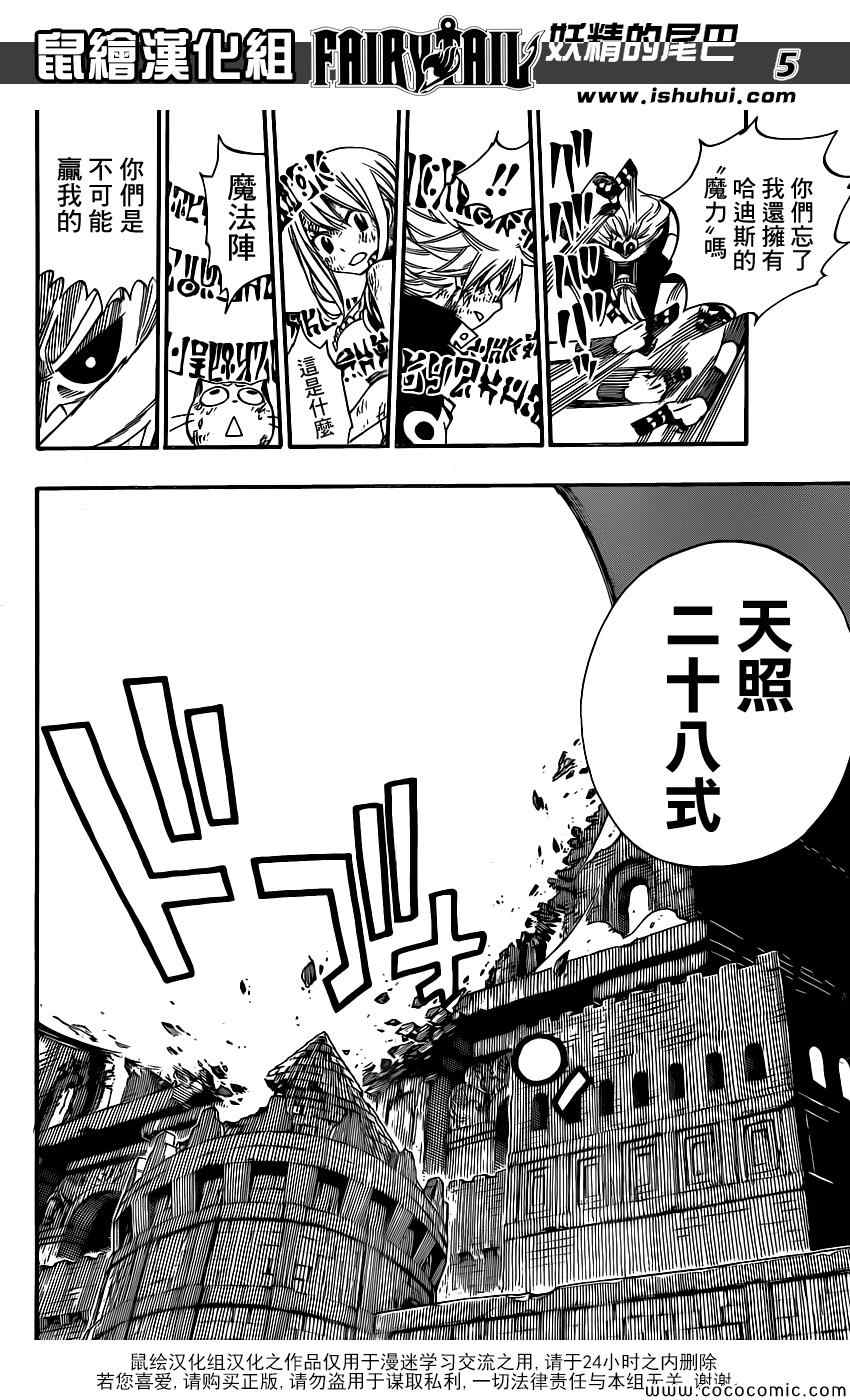 鼠繪漢化組
FAIRY TAIL
妖精的尾巴
5
www.ishuhui.com
你們忘了
我還擁有
哈迪斯的
〝魔力〞嗎
!!
這是什麼
魔法陣
你們是
不可能
贏我的
天照
二十八式
ドゴォ
鼠绘汉化组汉化之作品仅用于漫迷学习交流之用, 请于24小时之内删除
若您喜爱, 请购买正版, 请勿用于谋取私利, 一切法律责任与本组无关, 谢谢
www.cococomic.com